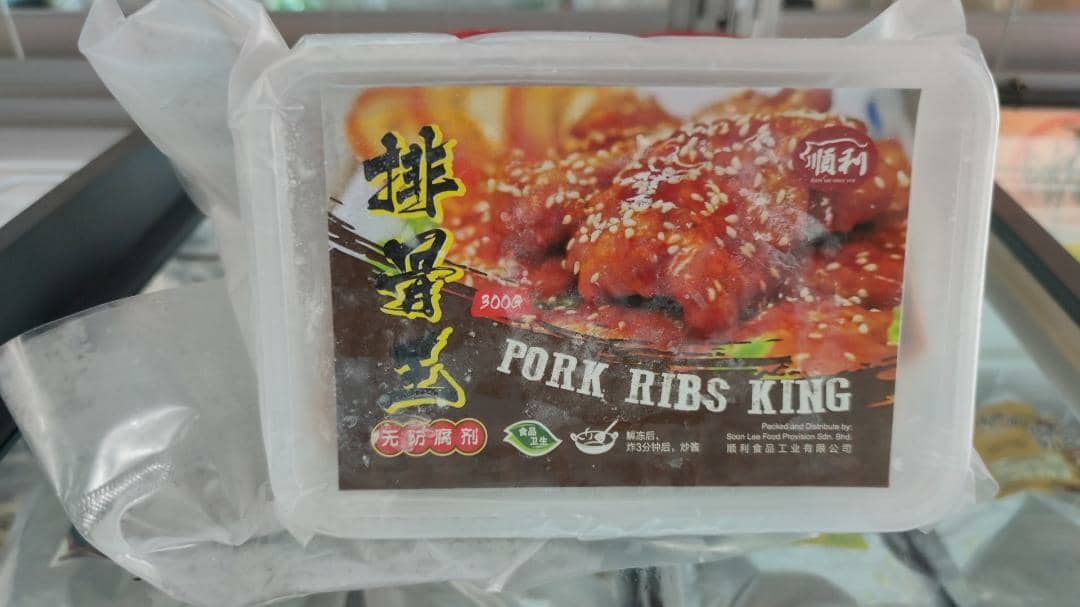 排
骨
王
順利
300G
PORK RIBS KING
无防腐剂
食品
卫生
解冻后,
炸3分钟后, 炒酱
Packed and Distribute by:
Soon Lee Food Provision Sdn. Bhd.
顺利食品工业有限公司